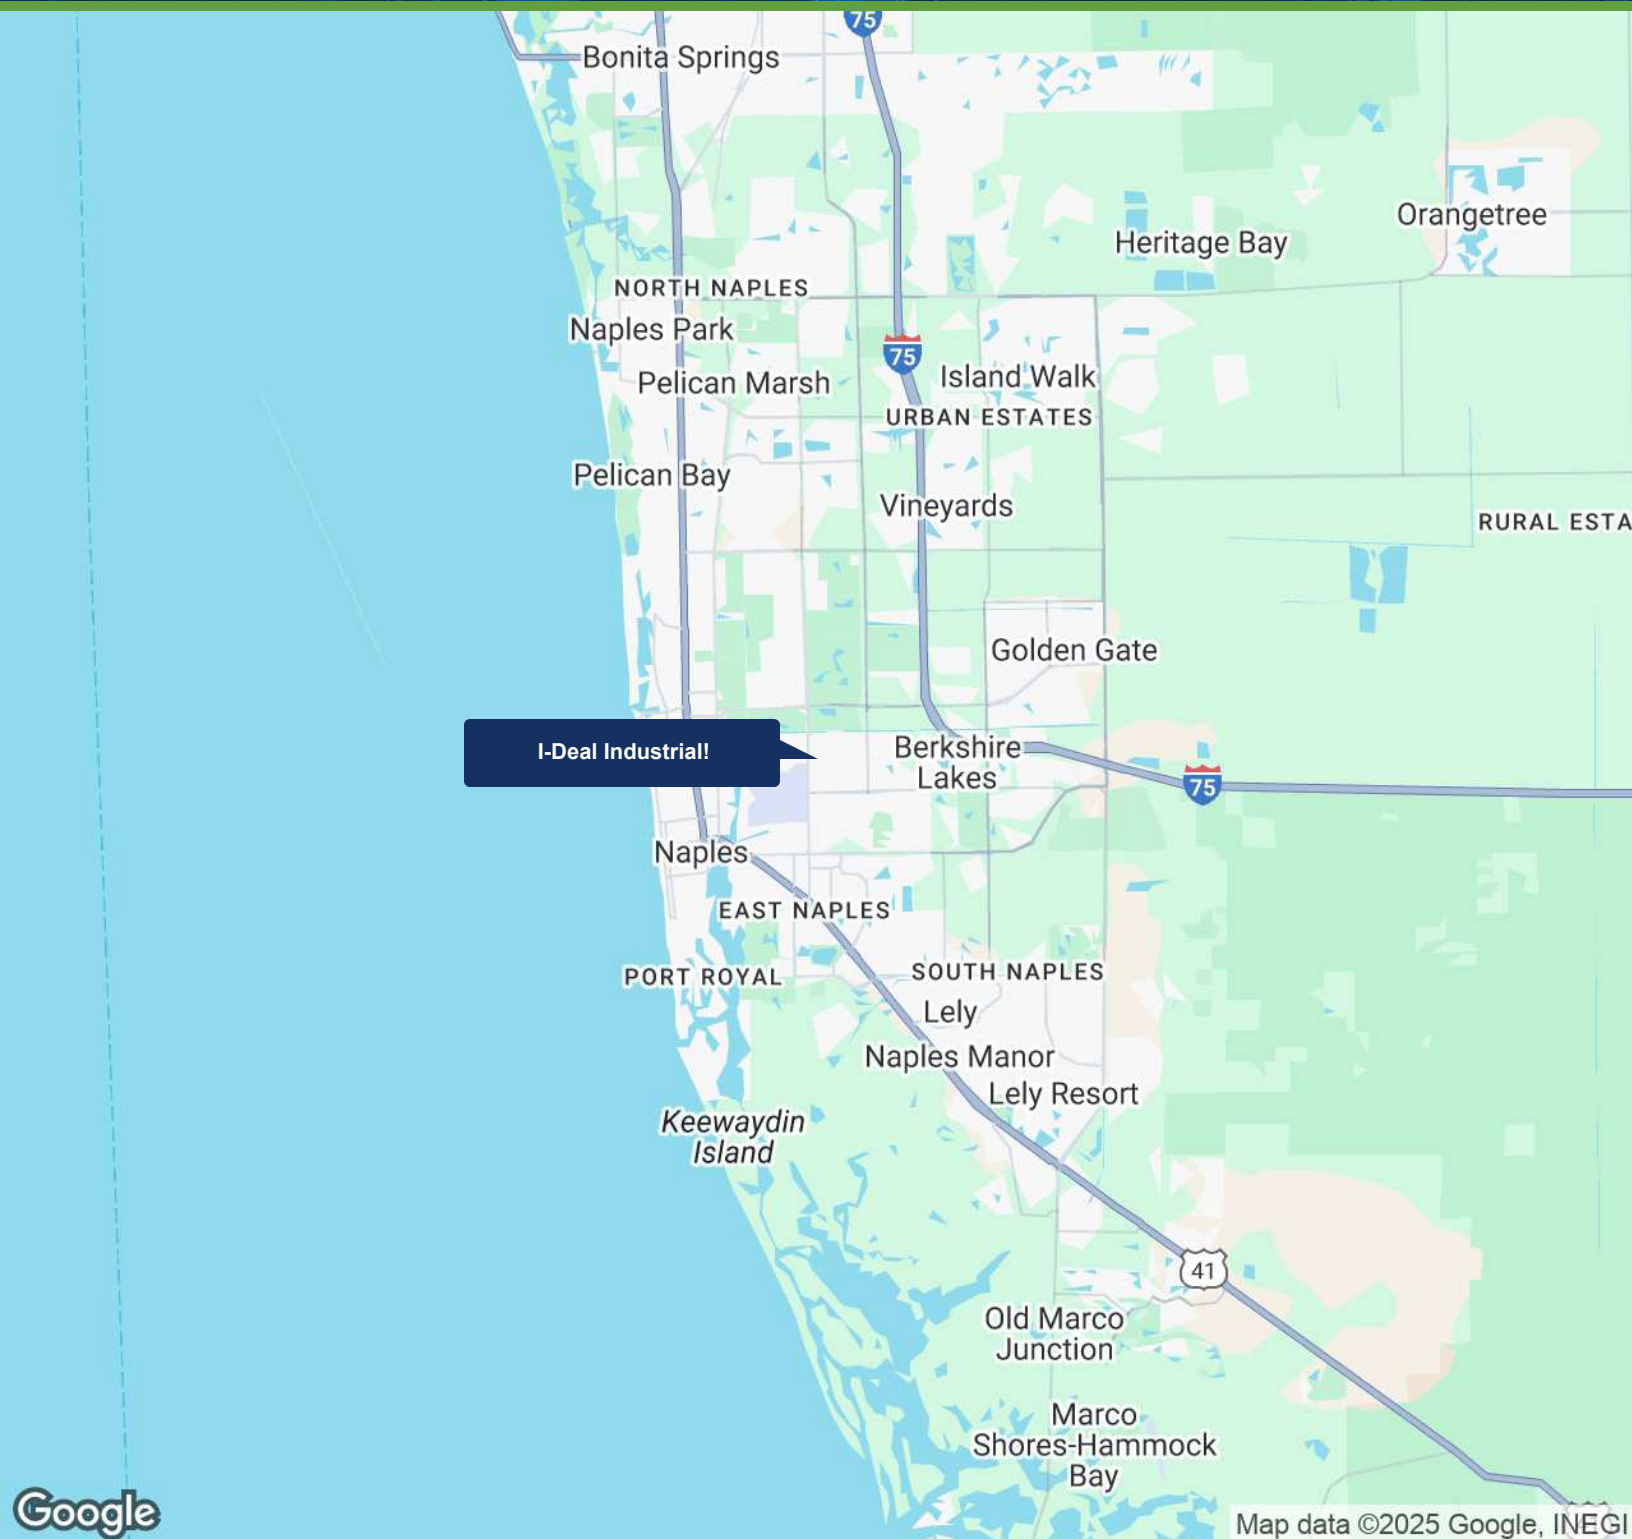 75
Bonita Springs
Orangetree
Heritage Bay
NORTH NAPLES
Naples Park
75
Island Walk
Pelican Marsh
URBAN ESTATES
Pelican Bay
Vineyards
RURAL ESTA
Golden Gate
I-Deal Industrial!
Berkshire
Lakes
75
Naples
EAST NAPLES
PORT ROYAL
SOUTH NAPLES
Lely
Naples Manor
Lely Resort
Keewaydin
Island
41
Old Marco
Junction
Marco
Shores-Hammock
Bay
Google
Map data ©2025 Google, INEGI